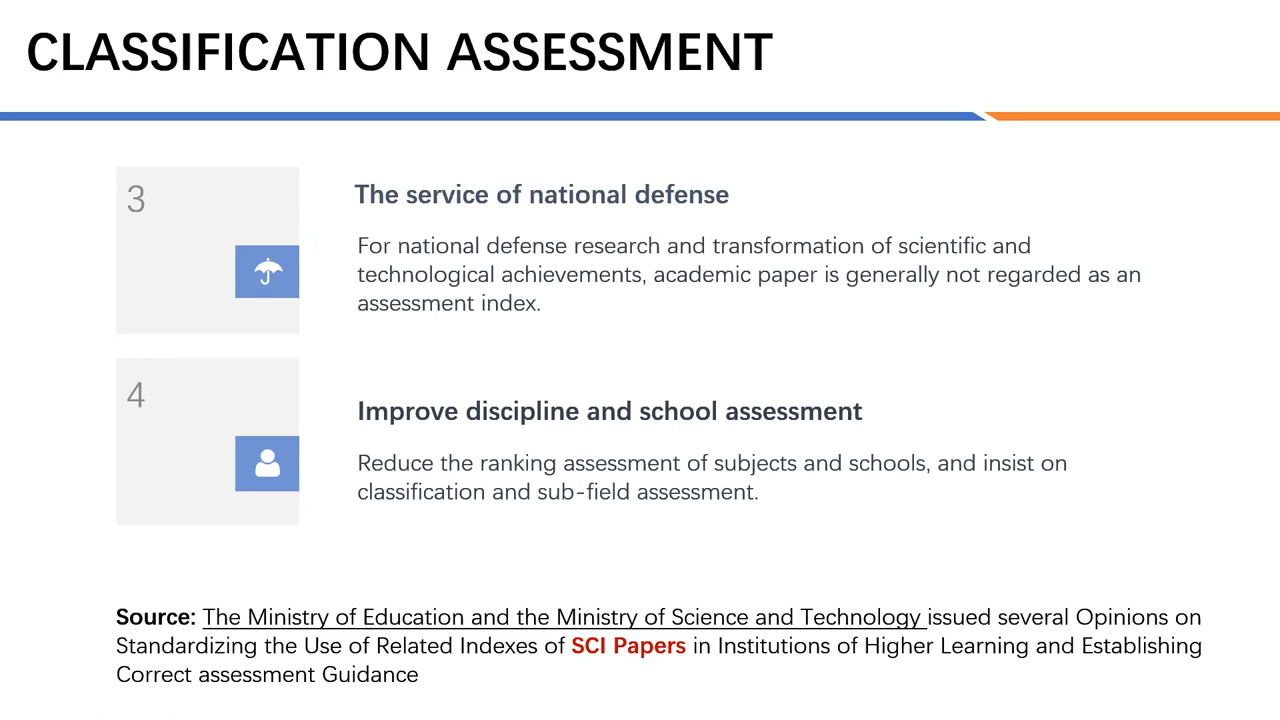 CLASSIFICATION ASSESSMENT
3
The service of national defense
For national defense research and transformation of scientific and
technological achievements, academic paper is generally not regarded as an
assessment index.
4
Improve discipline and school assessment
Reduce the ranking assessment of subjects and schools, and insist on
classification and sub-field assessment.
Source: The Ministry of Education and the Ministry of Science and Technology issued several Opinions on
Standardizing the Use of Related Indexes of SCI Papers in Institutions of Higher Learning and Establishing
Correct assessment Guidance